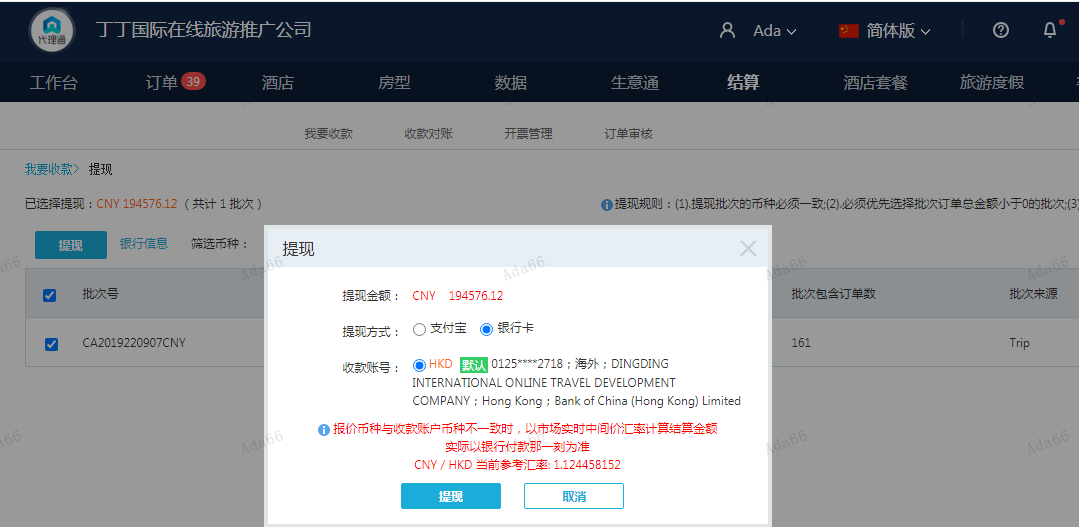 代理通
丁丁国际在线旅游推广公司
Ada
简体版
工作台
订单 39
酒店
房型
数据
生意通
结算
酒店套餐
旅游度假
我要收款
收款对账
开票管理
订单审核
我要收款> 提现
已选择提现：CNY 194576.12 （ 共计 1 批次 ）
提现规则：(1).提现批次的币种必须一致;(2).必须优先选择批次订单总金额小于0的批次;(3)
提现
银行信息
筛选币种：
批次号
批次包含订单数
批次来源
CA2019220907CNY
161
Trip
提现
提现金额： CNY 194576.12
提现方式： 支付宝 银行卡
收款账号： HKD 默认 0125****2718；海外；DINGDING
INTERNATIONAL ONLINE TRAVEL DEVELOPMENT
COMPANY；Hong Kong；Bank of China (Hong Kong) Limited
报价币种与收款账户币种不一致时，以市场实时中间价汇率计算结算金额
实际以银行付款那一刻为准
CNY / HKD 当前参考汇率: 1.124458152
提现
取消
Ada66
Ada66
Ada66
Ada66
Ada66
Ada66
Ada66
Ada66